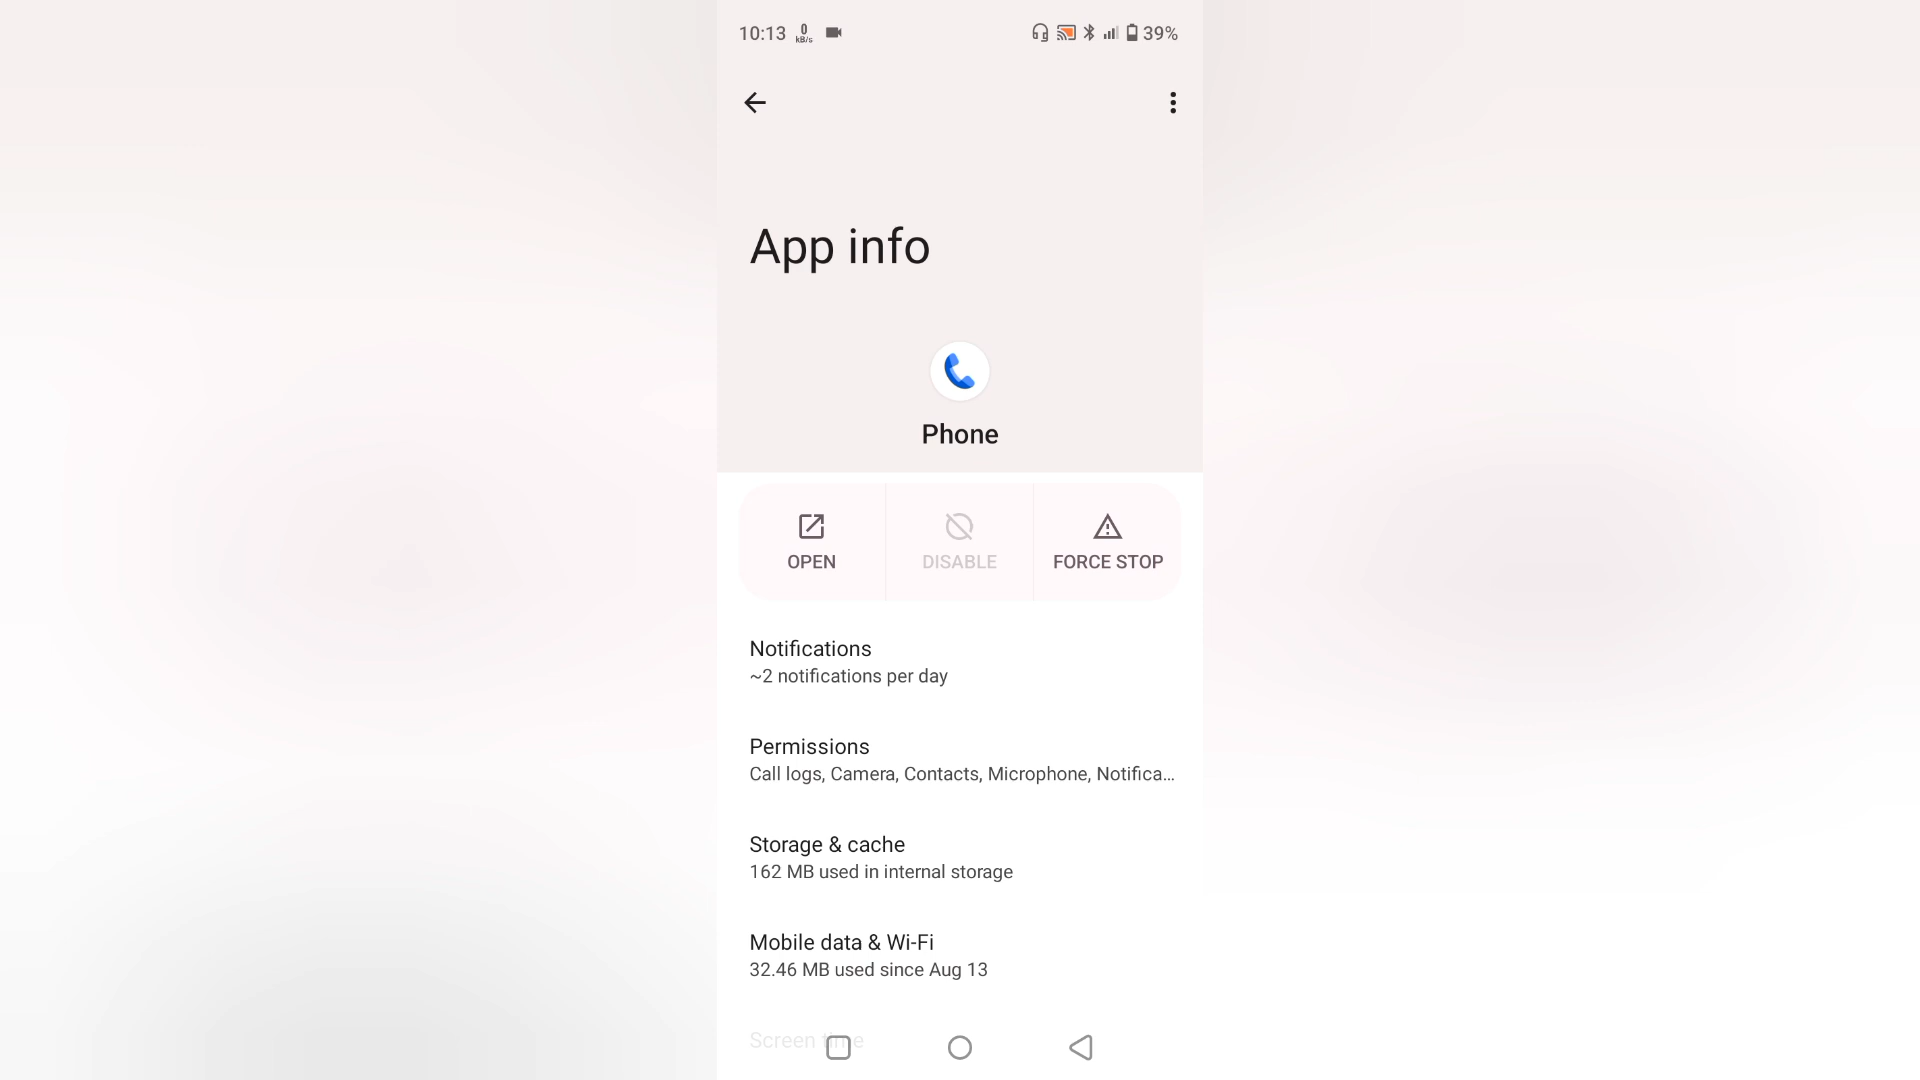 10:13 0 kB/s 39%
App info
Phone
OPEN DISABLE FORCE STOP
Notifications
~2 notifications per day
Permissions
Call logs, Camera, Contacts, Microphone, Notifica...
Storage & cache
162 MB used in internal storage
Mobile data & Wi-Fi
32.46 MB used since Aug 13
Screen time